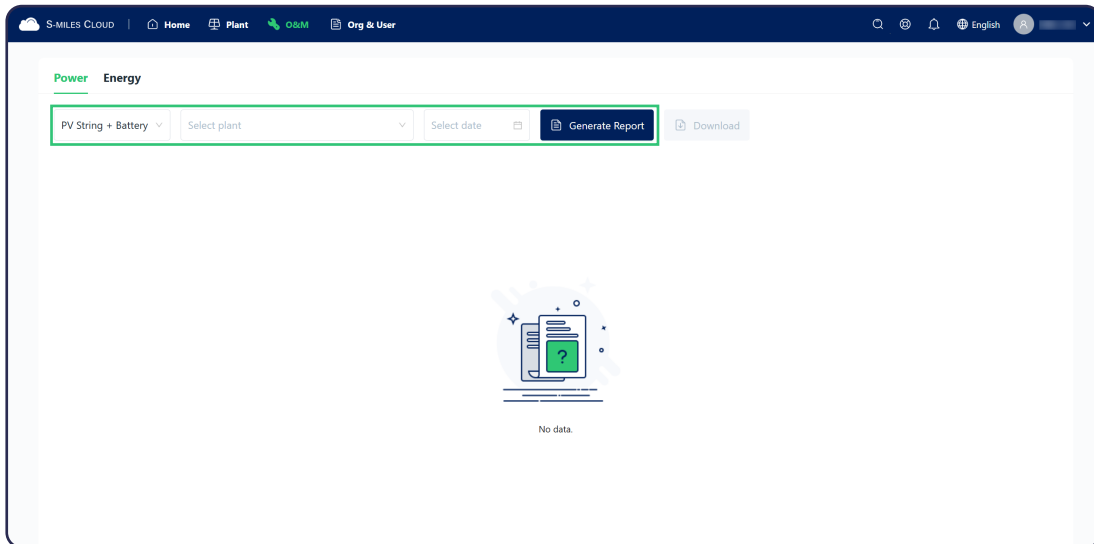 S-MILES CLOUD | Home Plant O&M Org & User English A
Power Energy
PV String + Battery Select plant Select date Generate Report Download
?
No data.